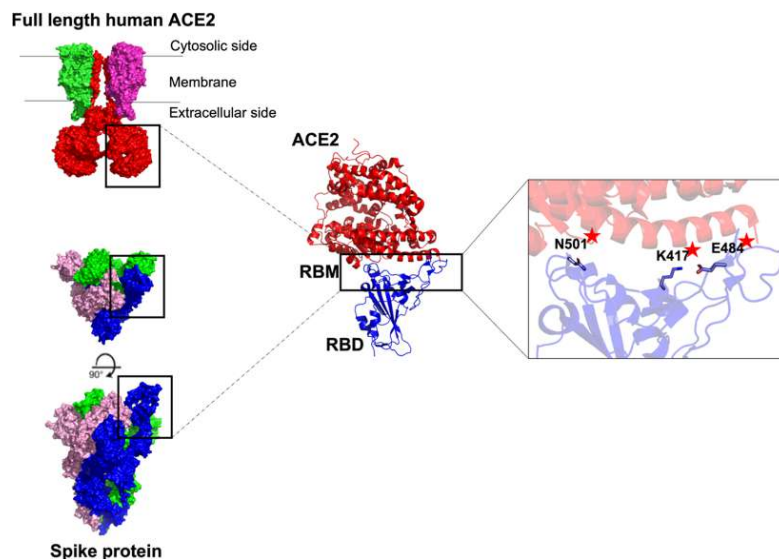 Full length human ACE2
Cytosolic side
Membrane
Extracellular side
ACE2
RBM
RBD
N501
K417
E484
90°
Spike protein